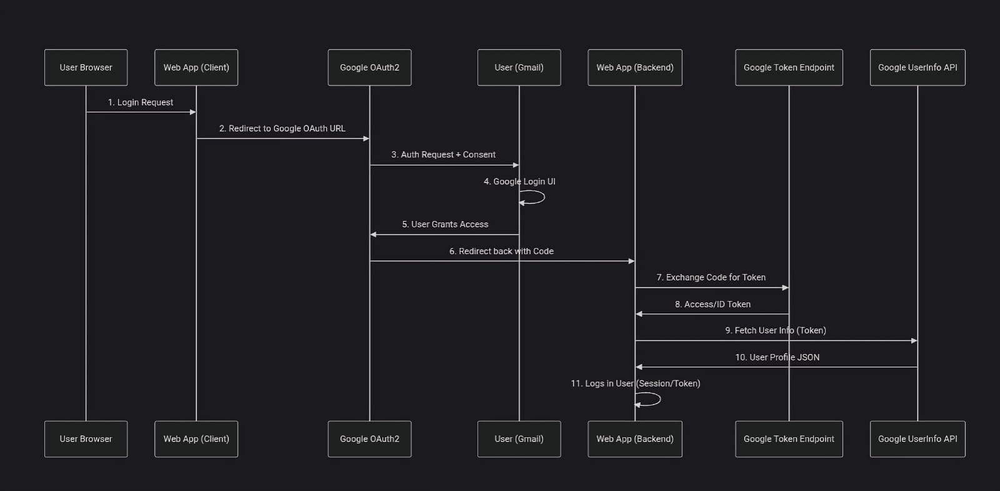 User Browser
Web App (Client)
Google OAuth2
User (Gmail)
Web App (Backend)
Google Token Endpoint
Google UserInfo API
1. Login Request
2. Redirect to Google OAuth URL
3. Auth Request + Consent
4. Google Login UI
5. User Grants Access
6. Redirect back with Code
7. Exchange Code for Token
8. Access/ID Token
9. Fetch User Info (Token)
10. User Profile JSON
11. Logs in User (Session/Token)
User Browser
Web App (Client)
Google OAuth2
User (Gmail)
Web App (Backend)
Google Token Endpoint
Google UserInfo API